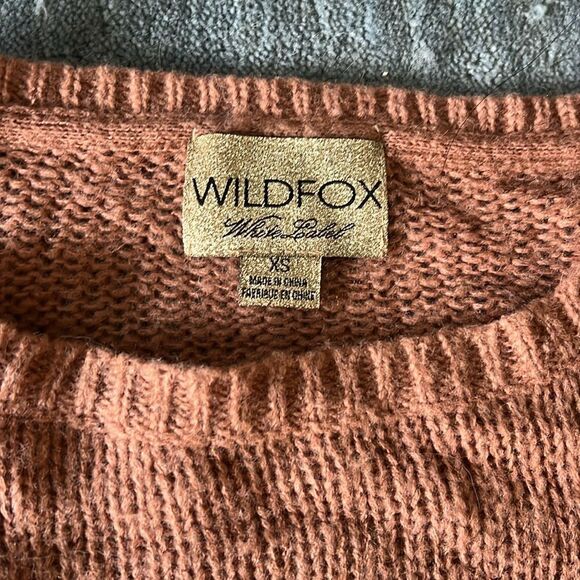 WILDFOX
White Label
XS
MADE IN CHINA
FABRIQUE EN CHINE